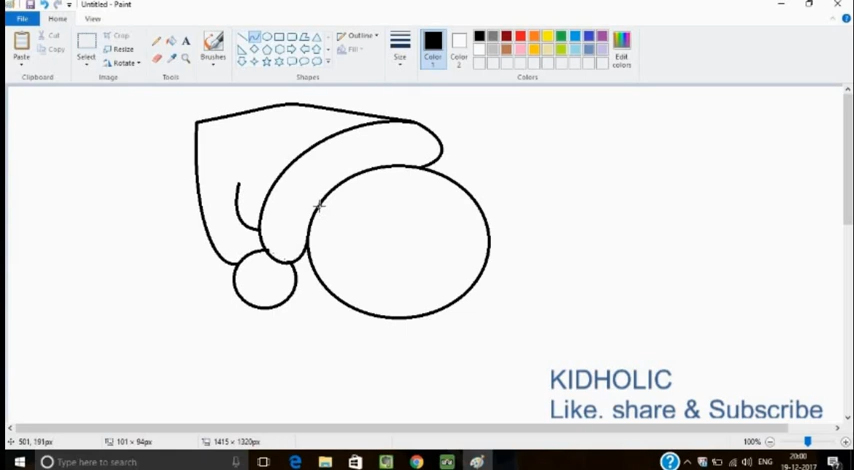 Untitled - Paint
File
Home
View
Paste
Cut
Copy
Clipboard
Select
Crop
Resize
Rotate
Image
Tools
Brushes
Shapes
Outline
Fill
Size
Color 1
Color 2
Edit colors
Colors
KIDHOLIC
Like. share & Subscribe
501, 191px
101 × 94px
1415 × 1320px
100%
Type here to search
ENG
20:00
19-12-2017